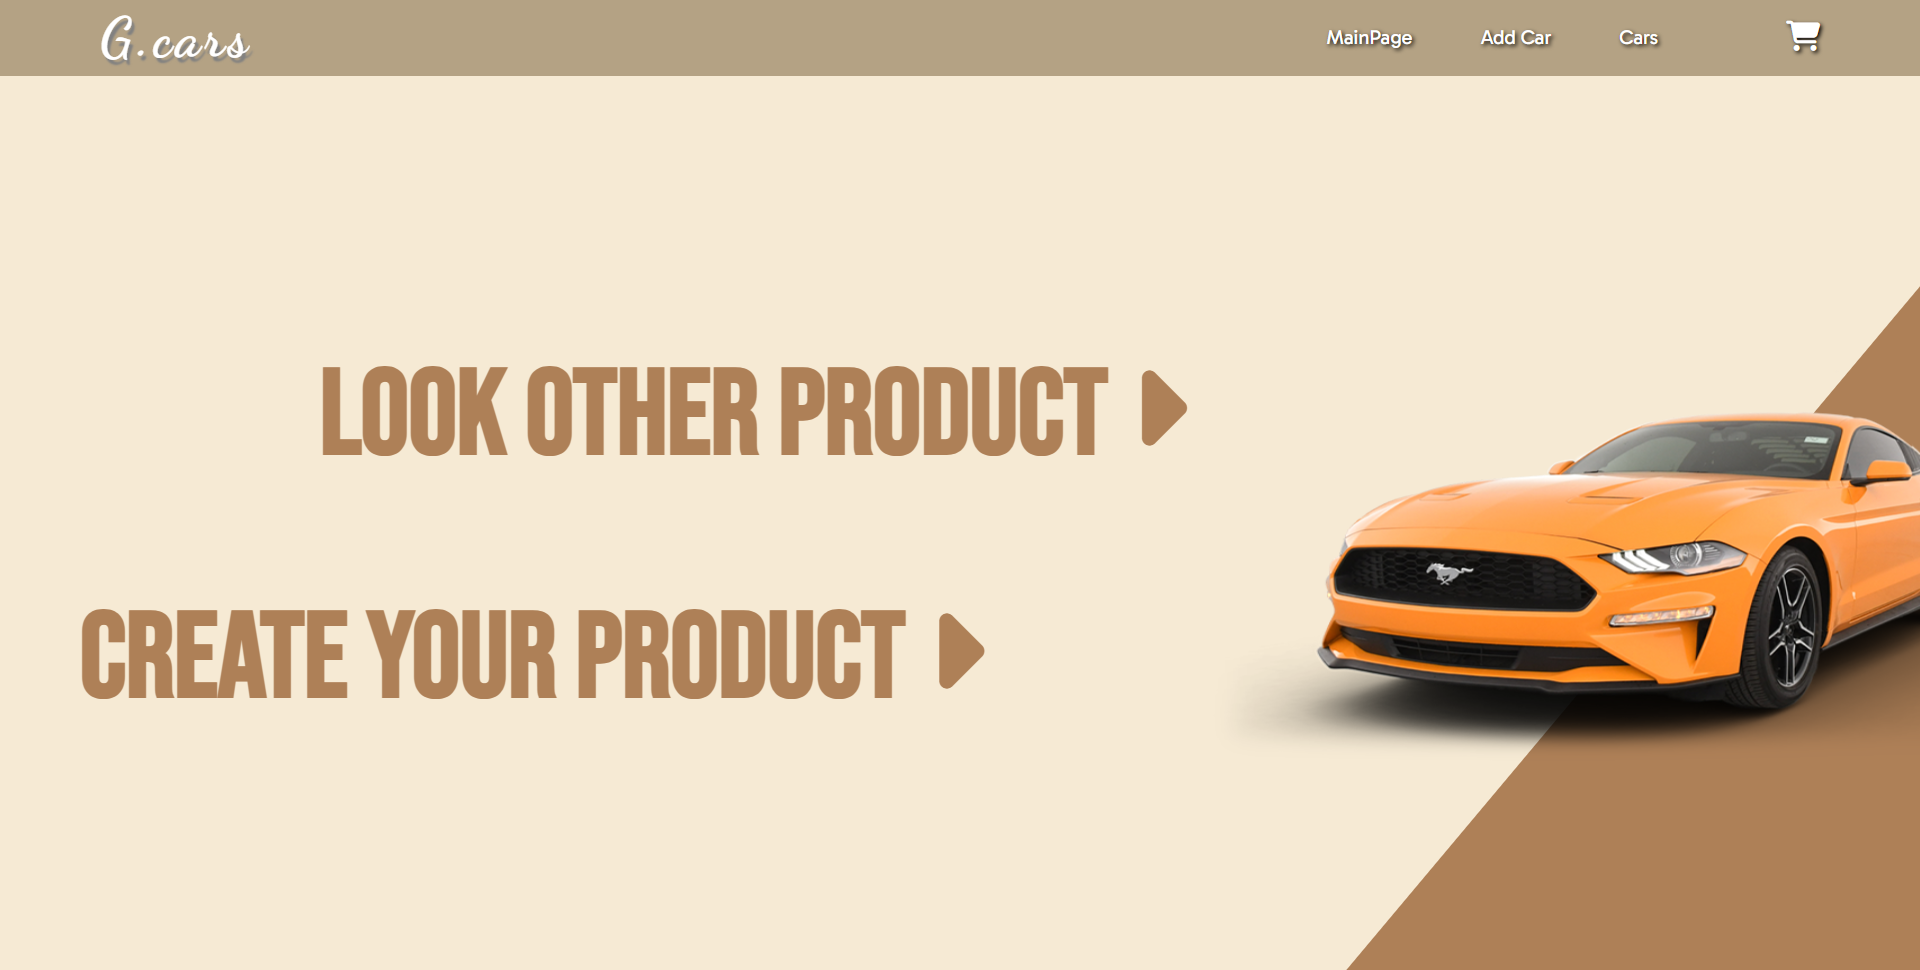 G.cars
MainPage
Add Car
Cars
LOOK OTHER PRODUCT
CREATE YOUR PRODUCT